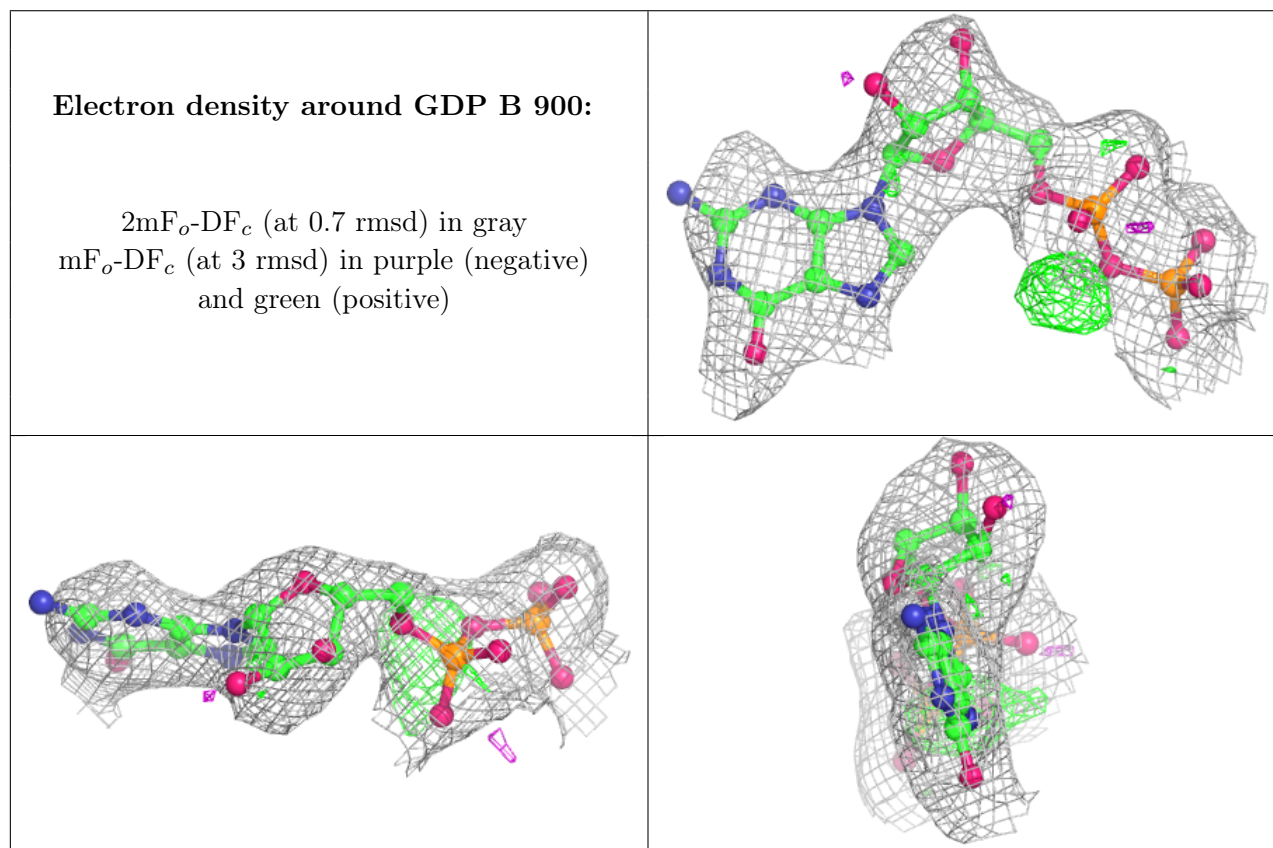 Electron density around GDP B 900:
2mFₒ-DF𝒸 (at 0.7 rmsd) in gray
mFₒ-DF𝒸 (at 3 rmsd) in purple (negative)
and green (positive)